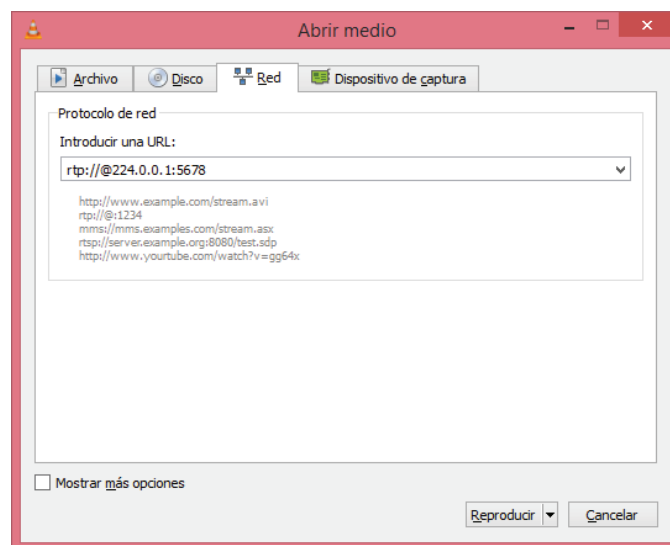 Abrir medio
Archivo Disco Red Dispositivo de captura
Protocolo de red
Introducir una URL:
rtp://@224.0.0.1:5678
http://www.example.com/stream.avi
rtp://@:1234
mms://mms.examples.com/stream.asx
rtsp://server.example.org:8080/test.sdp
http://www.yourtube.com/watch?v=gg64x
Mostrar más opciones
Reproducir Cancelar